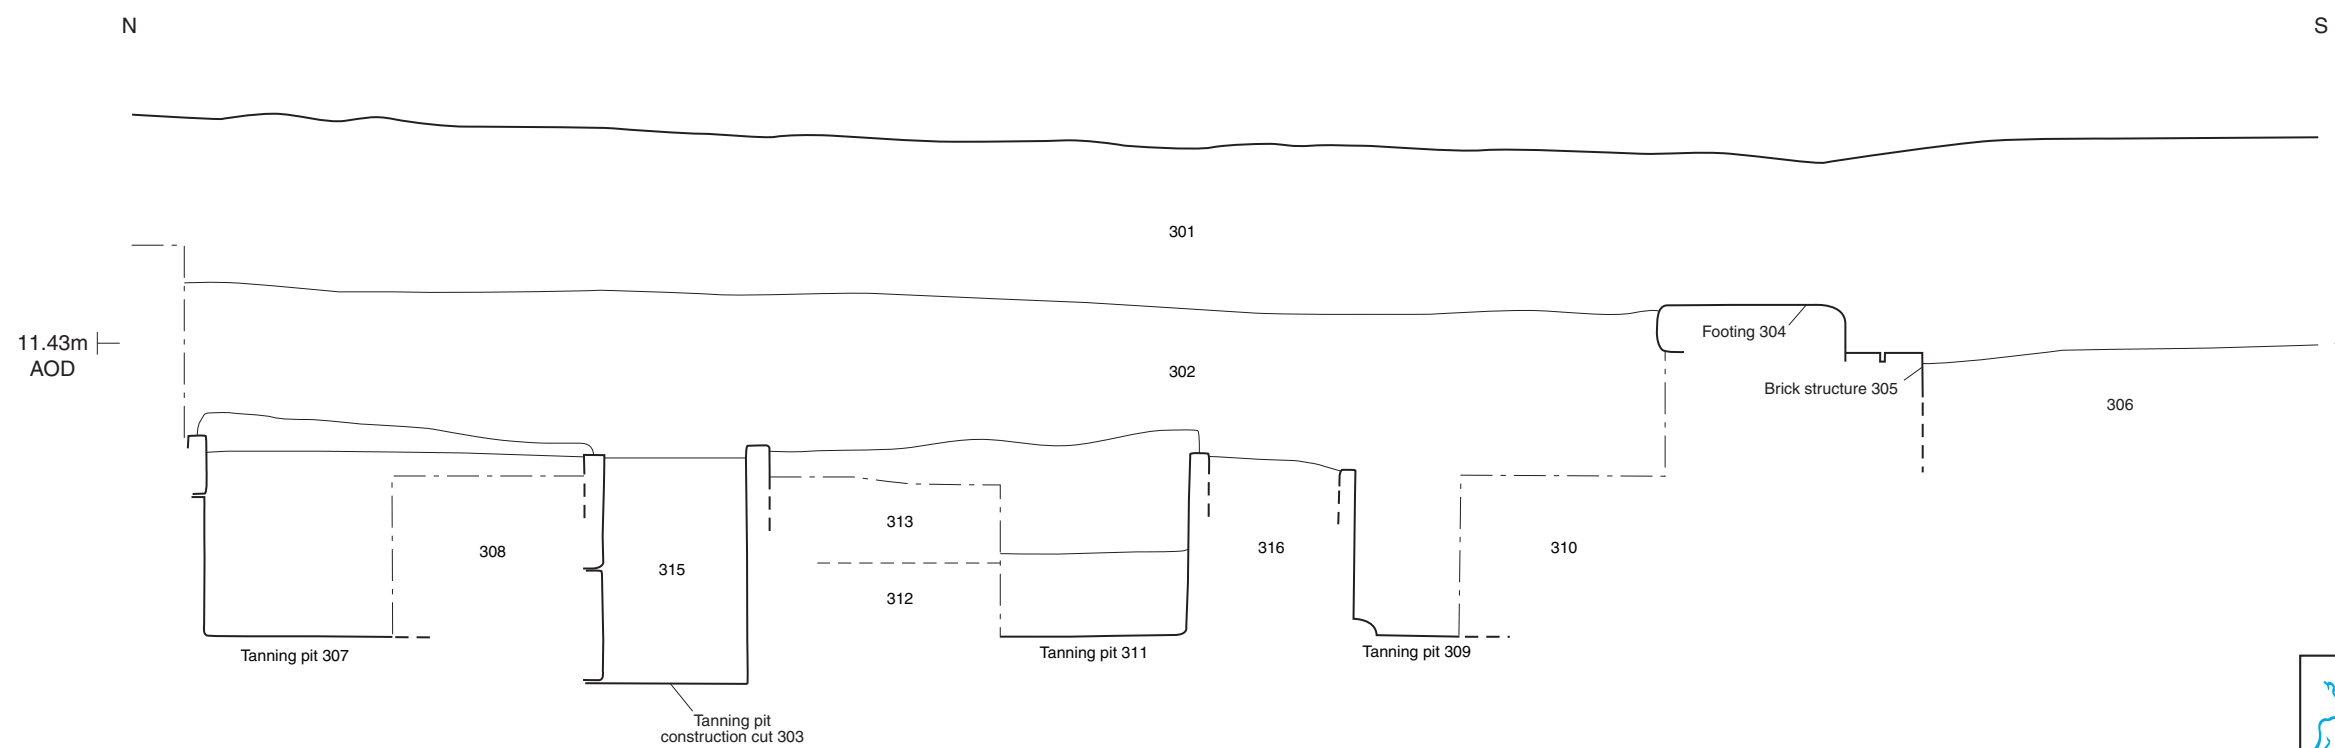 N
S
301
11.43m
AOD
Footing 304
302
Brick structure 305
306
313
308
316
310
315
312
Tanning pit 307
Tanning pit 311
Tanning pit 309
Tanning pit
construction cut 303